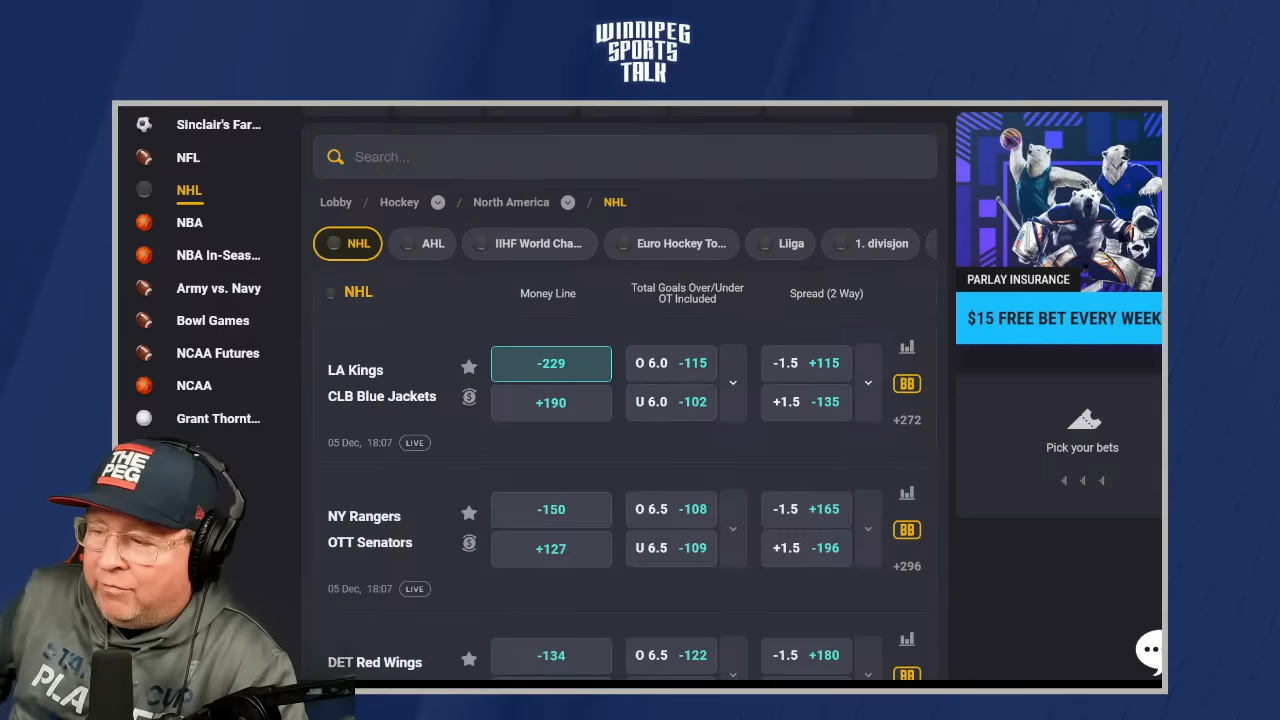 WINNIPEG
SPORTS
TALK
Sinclair's Far...
NFL
NHL
NBA
NBA In-Seas...
Army vs. Navy
Bowl Games
NCAA Futures
NCAA
Grant Thornt...
Search...
Lobby / Hockey / North America / NHL
NHL AHL IIHF World Cha... Euro Hockey To... Liiga 1. divisjon
NHL Money Line Total Goals Over/Under Spread (2 Way)
OT Included
LA Kings
CLB Blue Jackets
-229 O 6.0 -115 -1.5 +115
+190 U 6.0 -102 +1.5 -135
BB
+272
05 Dec, 18:07 LIVE
NY Rangers
OTT Senators
-150 O 6.5 -108 -1.5 +165
+127 U 6.5 -109 +1.5 -196
BB
+296
05 Dec, 18:07 LIVE
DET Red Wings -134 O 6.5 -122 -1.5 +180
BB
PARLAY INSURANCE
$15 FREE BET EVERY WEEK
Pick your bets
THE
PEG